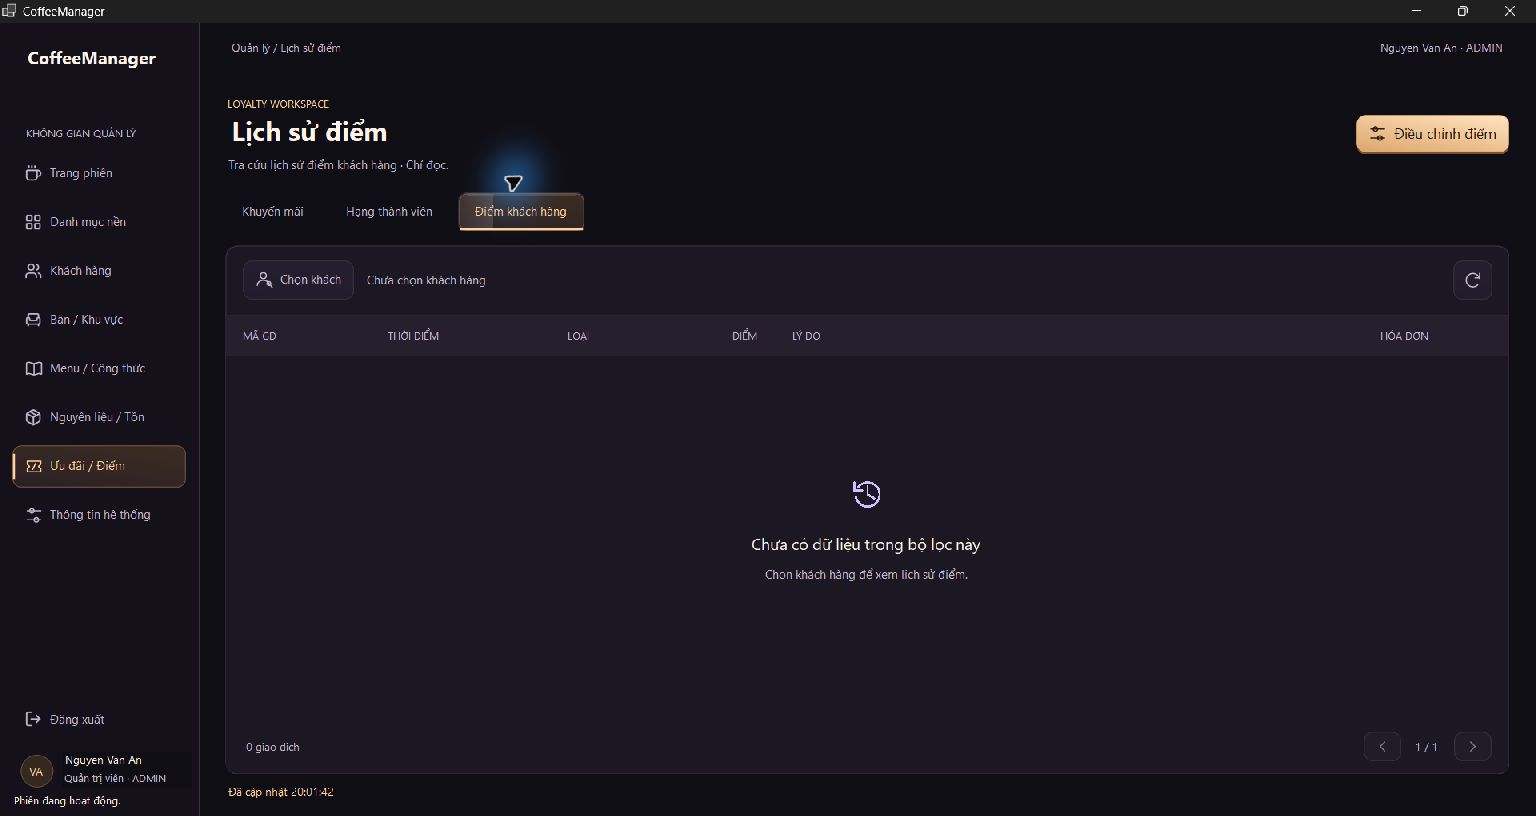 CoffeeManager
CoffeeManager
Quản lý / Lịch sử điểm
Nguyen Van An · ADMIN
LOYALTY WORKSPACE
Lịch sử điểm
Tra cứu lịch sử điểm khách hàng · Chỉ đọc.
Điều chỉnh điểm
KHÔNG GIAN QUẢN LÝ
Trang phiên
Danh mục nền
Khách hàng
Bàn / Khu vực
Menu / Công thức
Nguyên liệu / Tồn
Ưu đãi / Điểm
Thông tin hệ thống
Khuyến mãi
Hạng thành viên
Điểm khách hàng
Chọn khách
Chưa chọn khách hàng
MÃ GD
THỜI ĐIỂM
LOẠI
ĐIỂM
LÝ DO
HÓA ĐƠN
Chưa có dữ liệu trong bộ lọc này
Chọn khách hàng để xem lịch sử điểm.
0 giao dịch
1 / 1
Đăng xuất
VA
Nguyen Van An
Quản trị viên · ADMIN
Phiên đang hoạt động.
Đã cập nhật 20:01:42